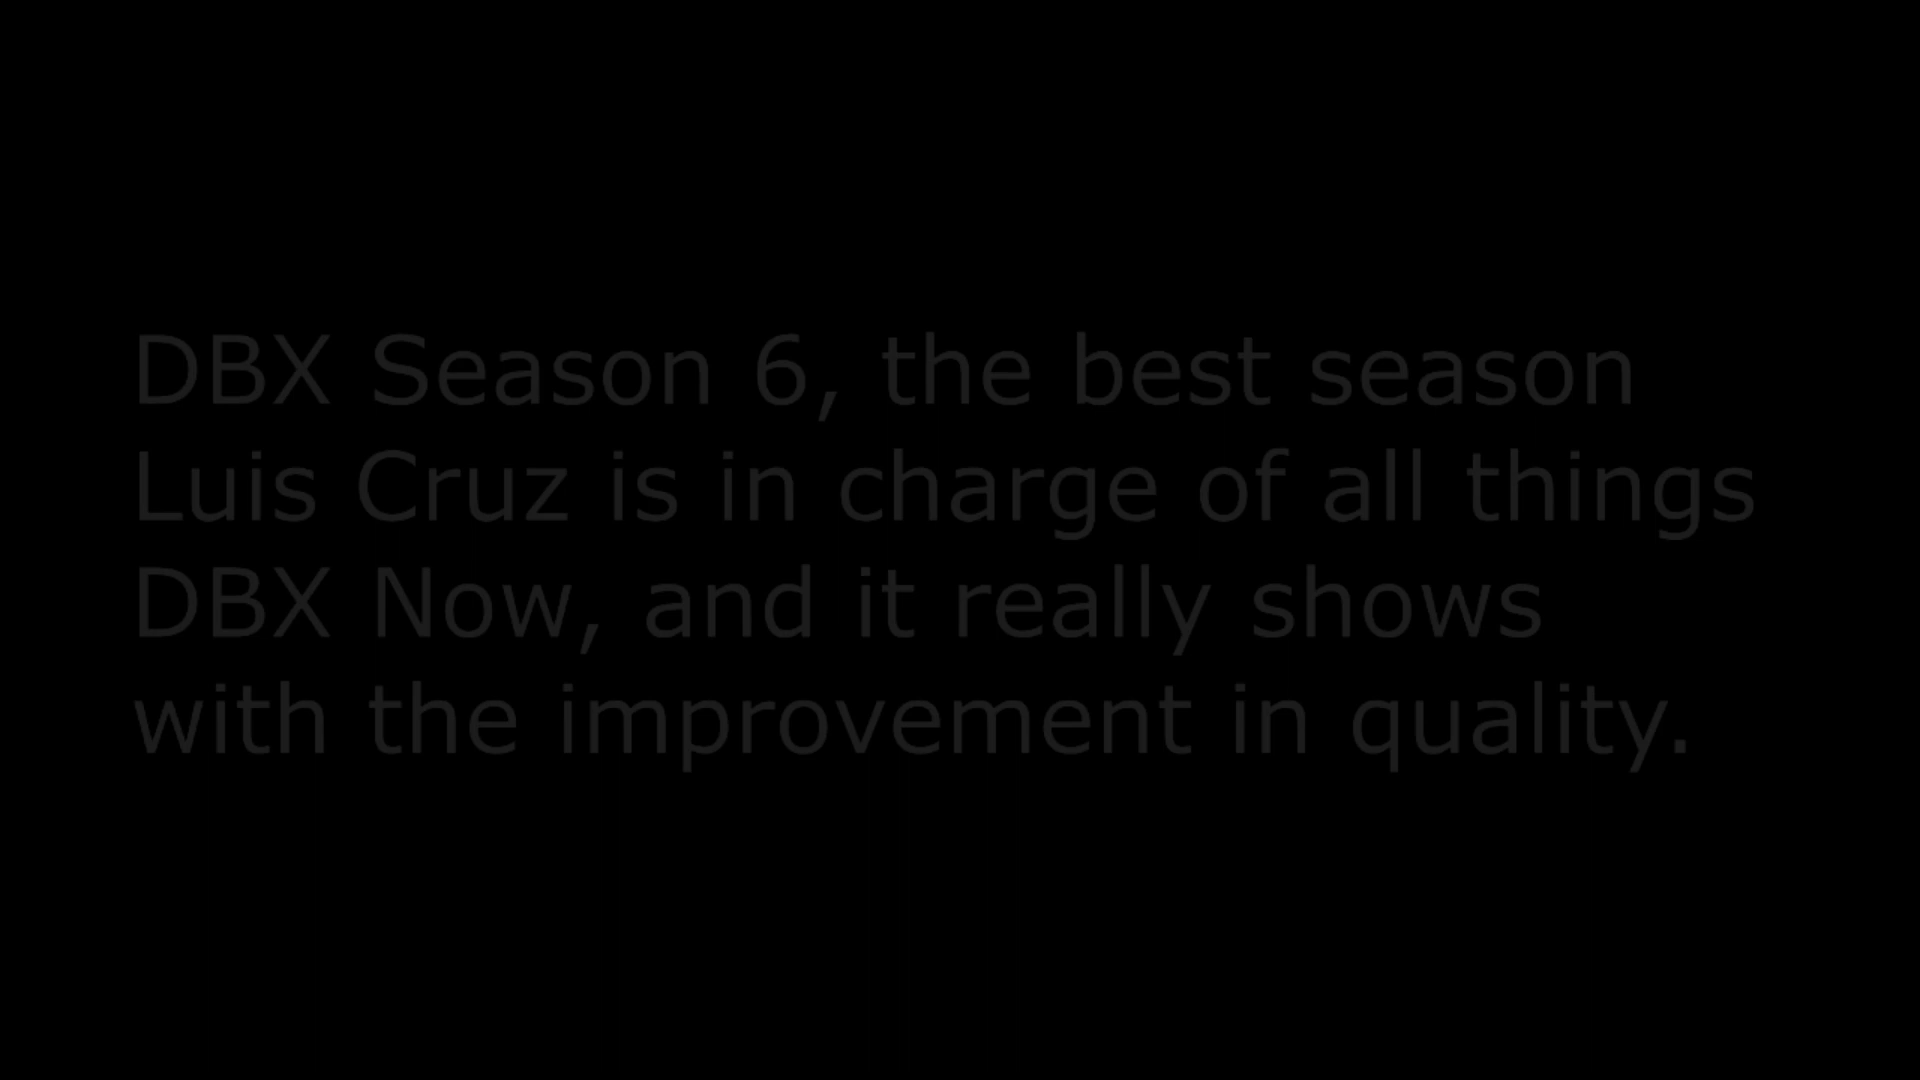 DBX Season 6, the best season
Luis Cruz is in charge of all things
DBX Now, and it really shows
with the improvement in quality.